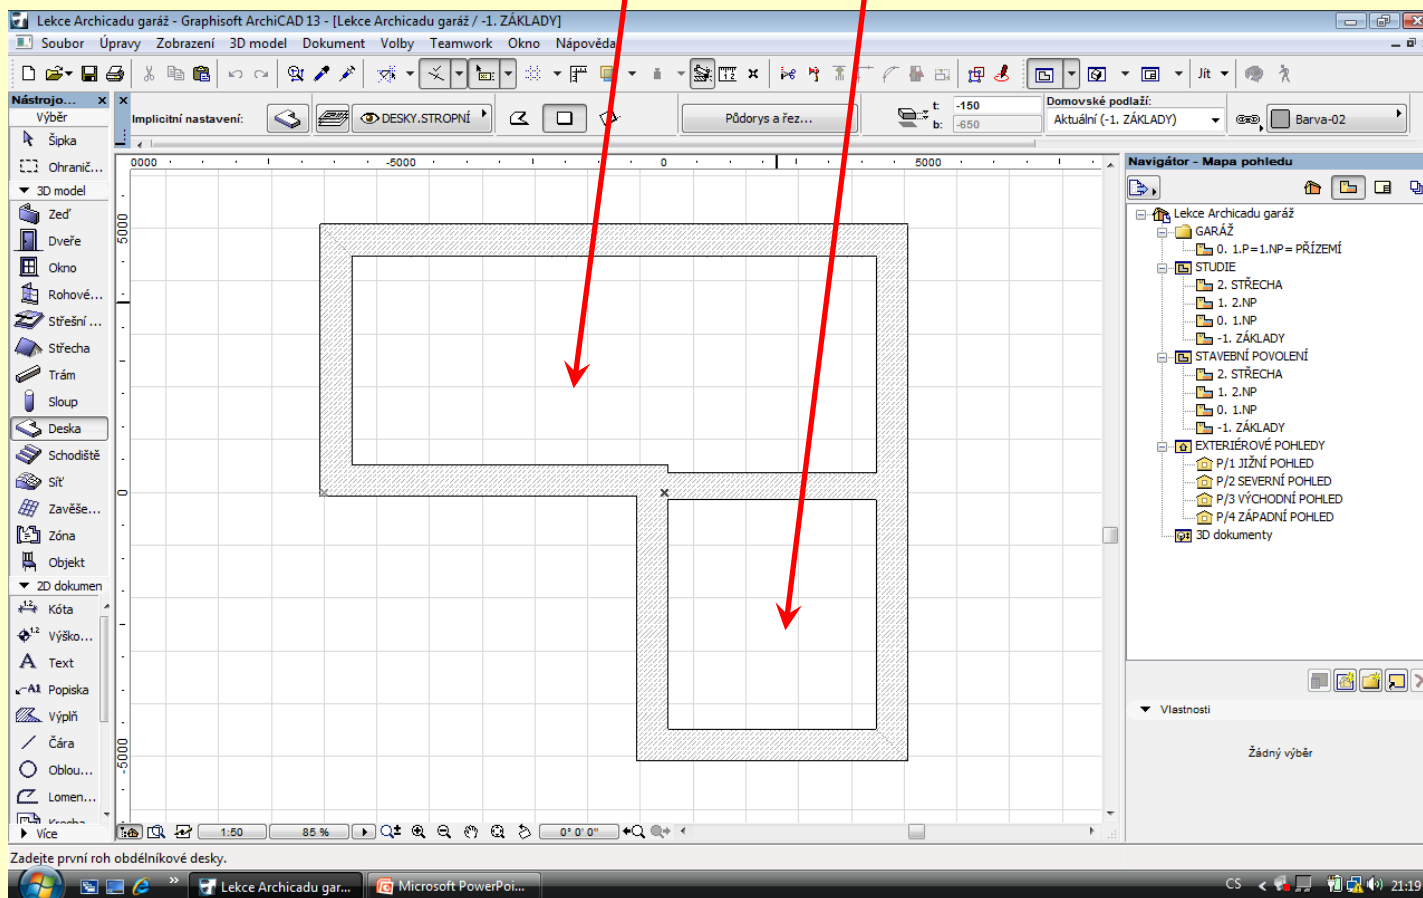 Lekce Archicadu garáž - Graphisoft ArchiCAD 13 - [Lekce Archicadu garáž / -1. ZÁKLADY]
Soubor Úpravy Zobrazení 3D model Dokument Volby Teamwork Okno Nápověda
Jít
Nástrojo... x
x
Výběr
Šipka
Ohranič...
3D model
Zeď
Dveře
Okno
Rohové...
Střešní ...
Střecha
Trám
Sloup
Deska
Schodiště
Síť
Zavěše...
Zóna
Objekt
2D dokumen
Kóta
Výško...
Text
A1 Popiska
Výplň
Čára
Oblou...
Lomen...
Více
Implicitní nastavení:
DESKY.STROPNÍ
Půdorys a řez...
t: -150
b: -650
Domovské podlaží:
Aktuální (-1. ZÁKLADY)
Barva-02
0000 -5000 0 5000
5000
0
-5000
Navigátor - Mapa pohledu
Lekce Archicadu garáž
GARÁŽ
0. 1.P=1.NP= PŘÍZEMÍ
STUDIE
2. STŘECHA
1. 2.NP
0. 1.NP
-1. ZÁKLADY
STAVEBNÍ POVOLENÍ
2. STŘECHA
1. 2.NP
0. 1.NP
-1. ZÁKLADY
EXTERIÉROVÉ POHLEDY
P/1 JIŽNÍ POHLED
P/2 SEVERNÍ POHLED
P/3 VÝCHODNÍ POHLED
P/4 ZÁPADNÍ POHLED
3D dokumenty
Vlastnosti
Žádný výběr
1:50 85 % 0° 0' 0"
Zadejte první roh obdélníkové desky.
Lekce Archicadu gar...
Microsoft PowerPoi...
CS
21:19